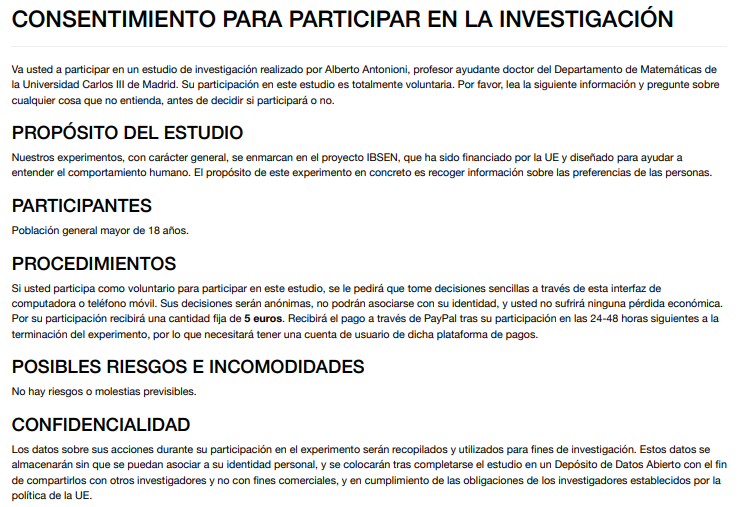 CONSENTIMIENTO PARA PARTICIPAR EN LA INVESTIGACIÓN
Va usted a participar en un estudio de investigación realizado por Alberto Antonioni, profesor ayudante doctor del Departamento de Matemáticas de
la Universidad Carlos III de Madrid. Su participación en este estudio es totalmente voluntaria. Por favor, lea la siguiente información y pregunte sobre
cualquier cosa que no entienda, antes de decidir si participará o no.
PROPÓSITO DEL ESTUDIO
Nuestros experimentos, con carácter general, se enmarcan en el proyecto IBSEN, que ha sido financiado por la UE y diseñado para ayudar a
entender el comportamiento humano. El propósito de este experimento en concreto es recoger información sobre las preferencias de las personas.
PARTICIPANTES
Población general mayor de 18 años.
PROCEDIMIENTOS
Si usted participa como voluntario para participar en este estudio, se le pedirá que tome decisiones sencillas a través de esta interfaz de
computadora o teléfono móvil. Sus decisiones serán anónimas, no podrán asociarse con su identidad, y usted no sufrirá ninguna pérdida económica.
Por su participación recibirá una cantidad fija de 5 euros. Recibirá el pago a través de PayPal tras su participación en las 24-48 horas siguientes a la
terminación del experimento, por lo que necesitará tener una cuenta de usuario de dicha plataforma de pagos.
POSIBLES RIESGOS E INCOMODIDADES
No hay riesgos o molestias previsibles.
CONFIDENCIALIDAD
Los datos sobre sus acciones durante su participación en el experimento serán recopilados y utilizados para fines de investigación. Estos datos se
almacenarán sin que se puedan asociar a su identidad personal, y se colocarán tras completarse el estudio en un Depósito de Datos Abierto con el fin
de compartirlos con otros investigadores y no con fines comerciales, y en cumplimiento de las obligaciones de los investigadores establecidos por la
política de la UE.